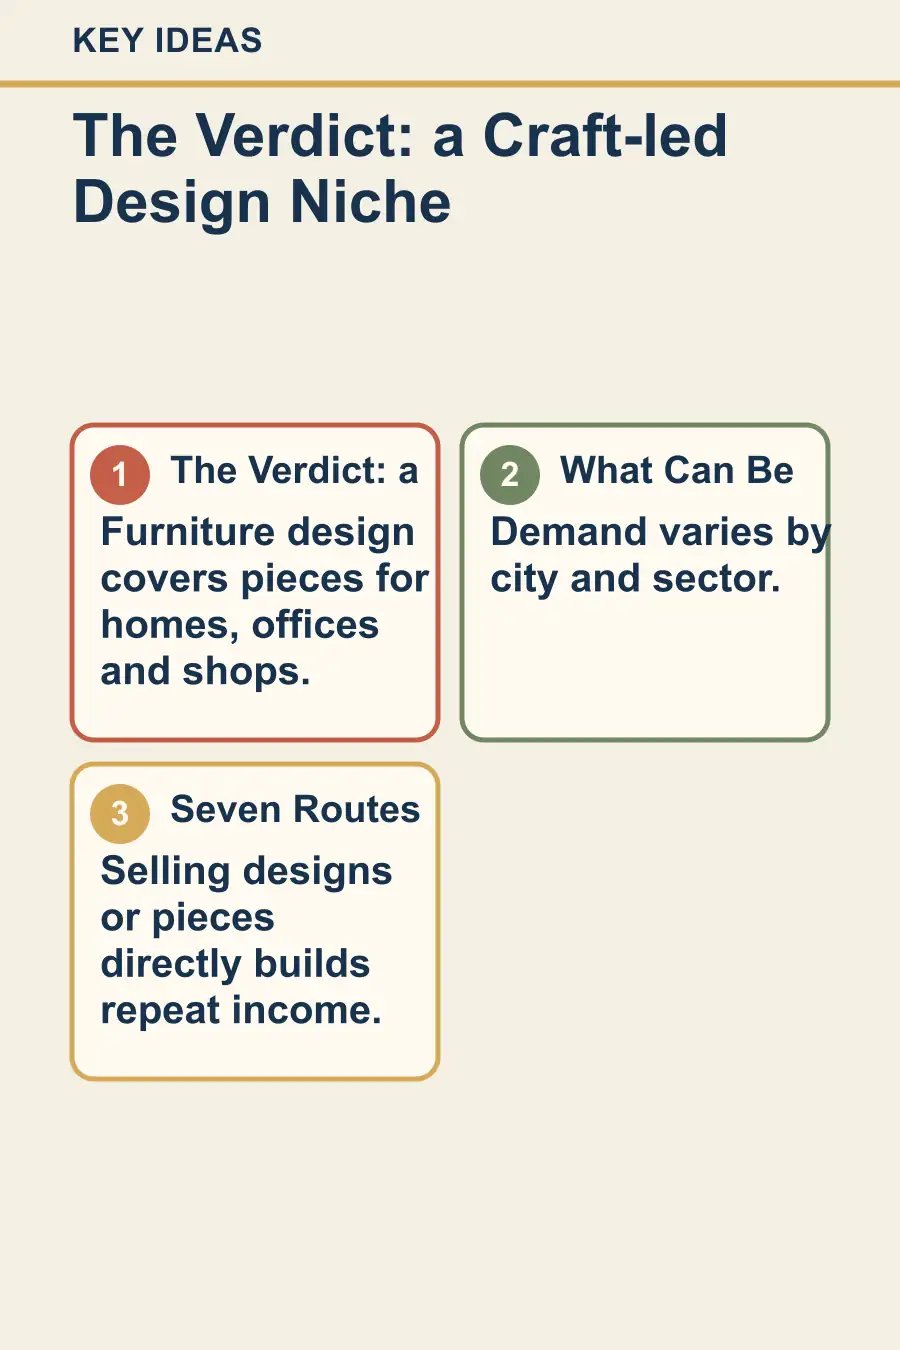 KEY IDEAS
The Verdict: a Craft-led
Design Niche
1
The Verdict: a
Furniture design
covers pieces for
homes, offices
and shops.
2
What Can Be
Demand varies by
city and sector.
3
Seven Routes
Selling designs
or pieces
directly builds
repeat income.